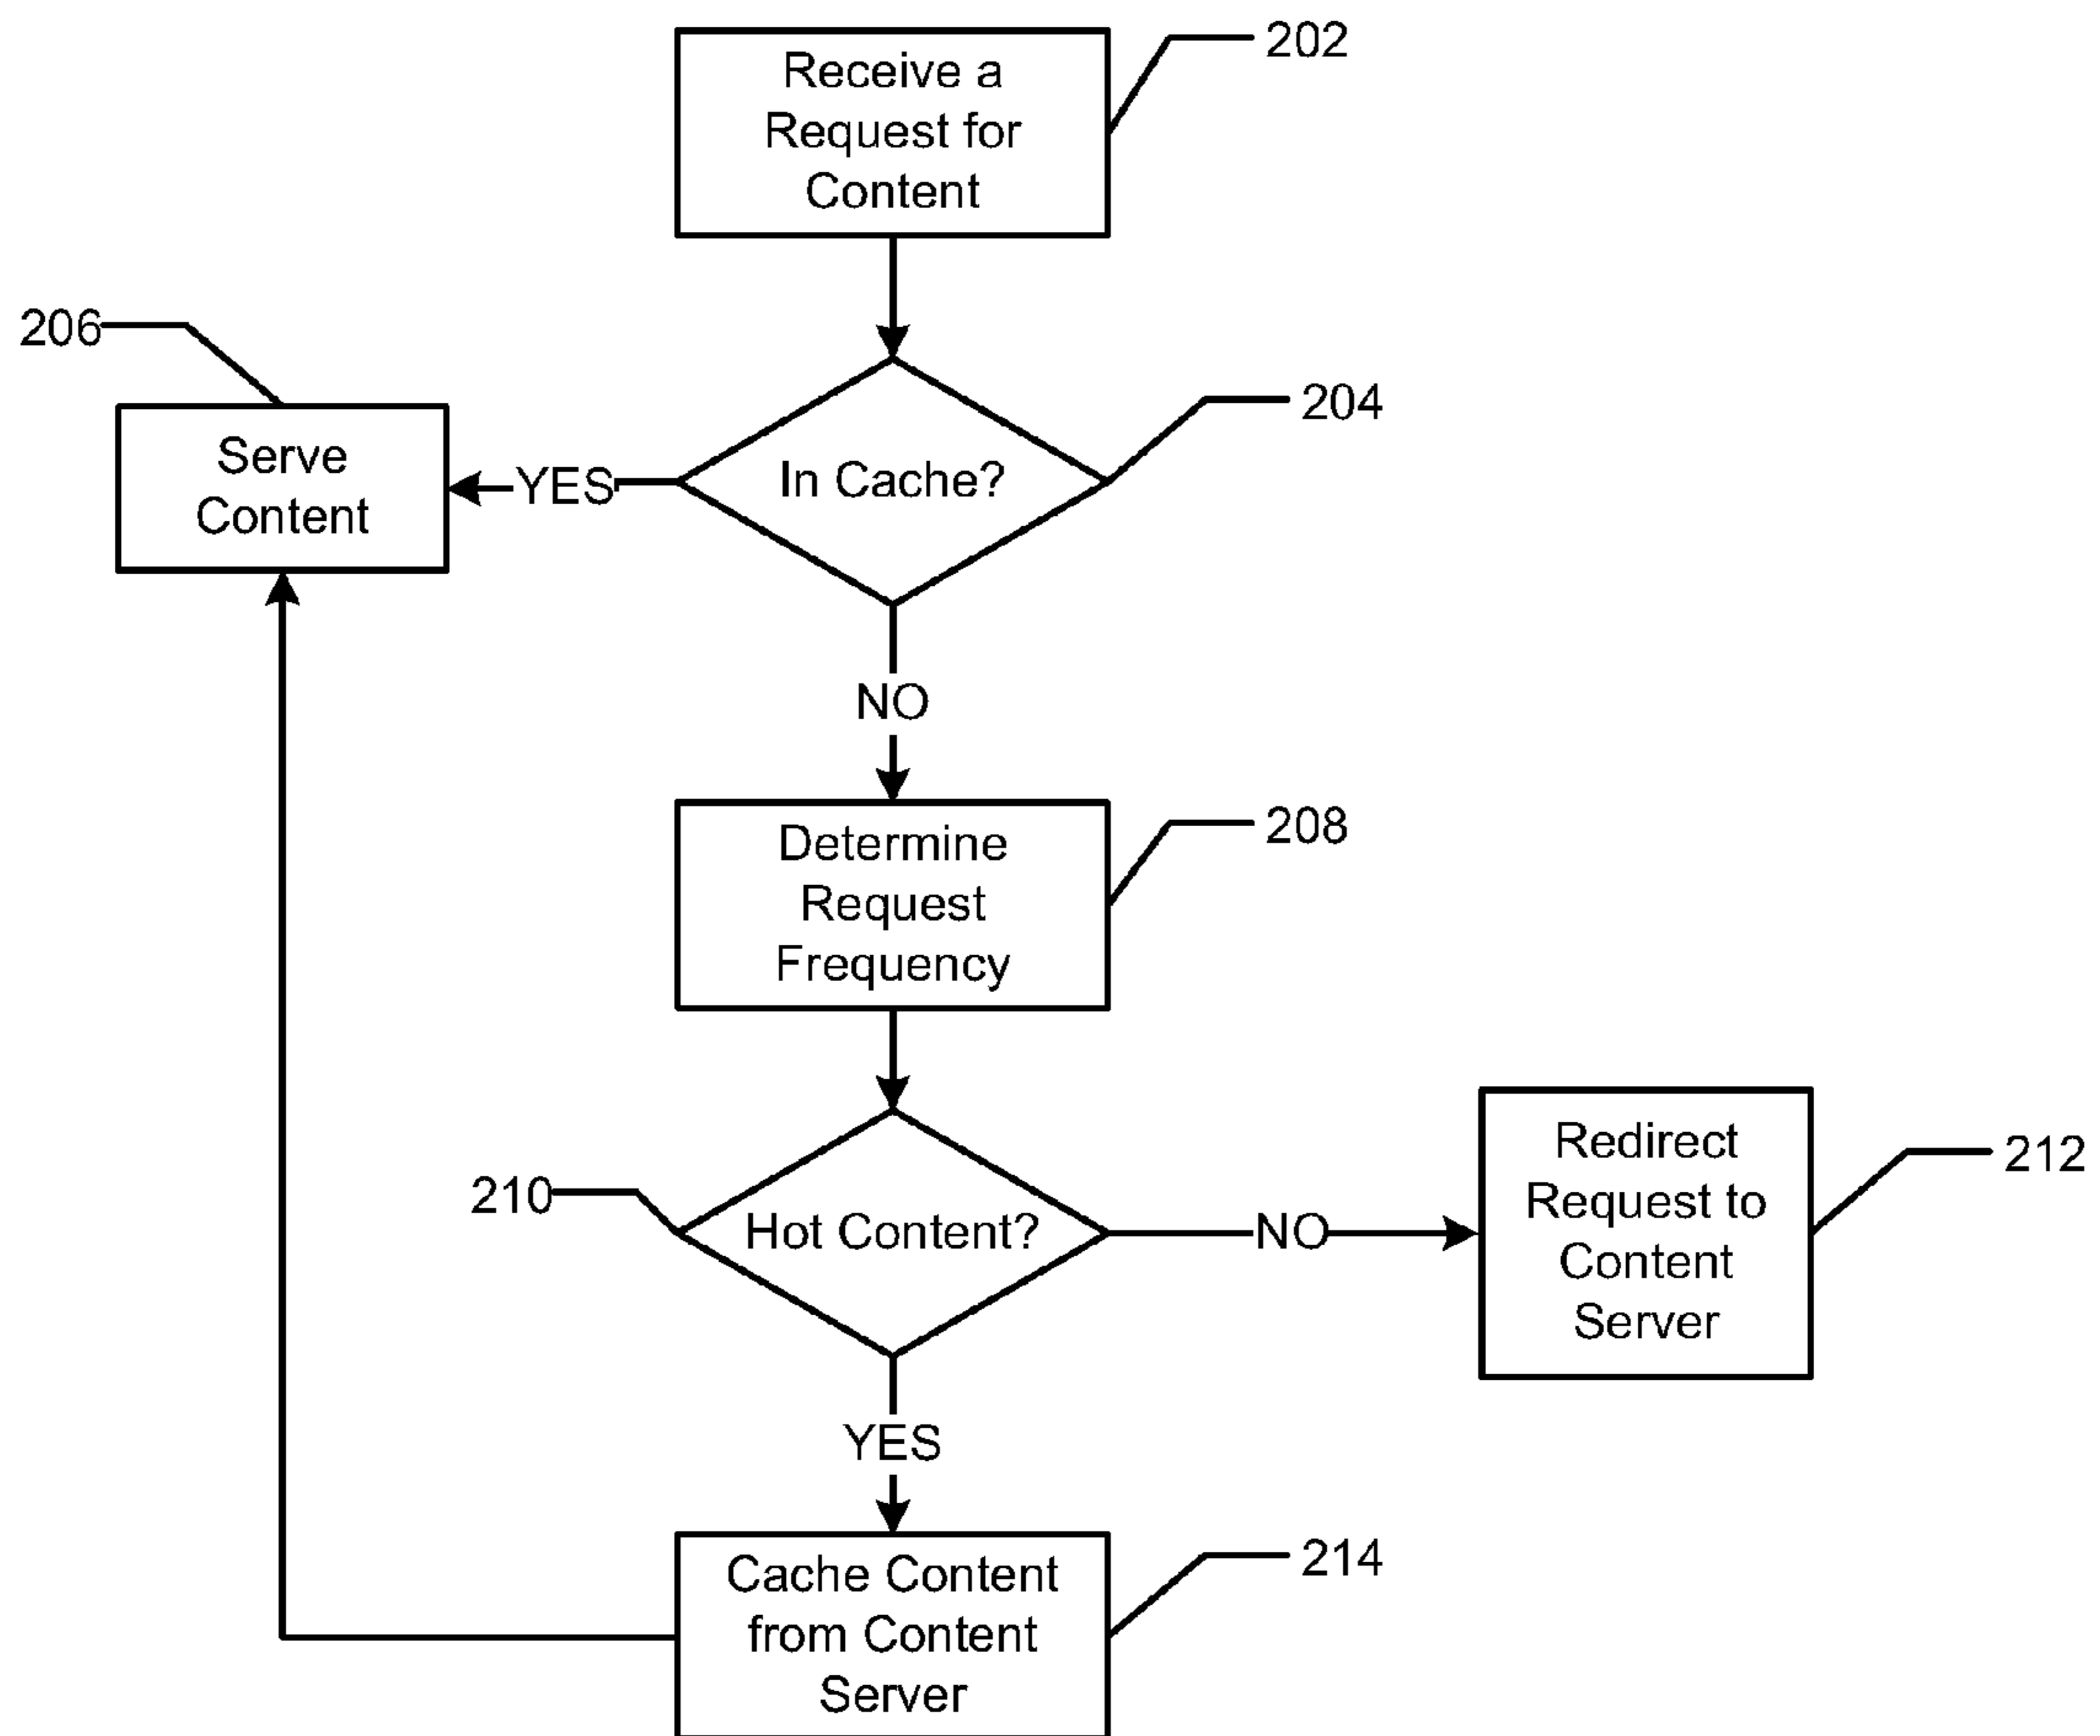 Receive a
Request for
Content
202
206
Serve
Content
YES
In Cache?
204
NO
Determine
Request
Frequency
208
210
Hot Content?
NO
Redirect
Request to
Content
Server
212
YES
Cache Content
from Content
Server
214